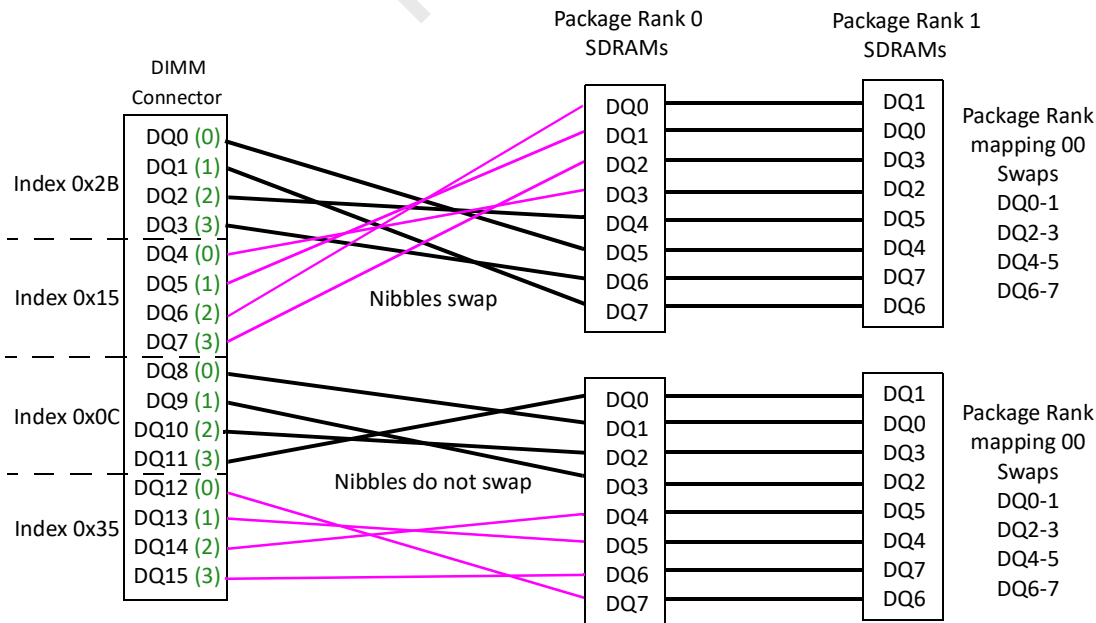 Package Rank 0
SDRAMs
Package Rank 1
SDRAMs
DIMM
Connector
DQ0 (0)
DQ1 (1)
DQ2 (2)
DQ3 (3)
DQ4 (0)
DQ5 (1)
DQ6 (2)
DQ7 (3)
DQ8 (0)
DQ9 (1)
DQ10 (2)
DQ11 (3)
DQ12 (0)
DQ13 (1)
DQ14 (2)
DQ15 (3)
Index 0x2B
Index 0x15
Index 0x0C
Index 0x35
Nibbles swap
Nibbles do not swap
DQ0
DQ1
DQ2
DQ3
DQ4
DQ5
DQ6
DQ7
DQ1
DQ0
DQ3
DQ2
DQ5
DQ4
DQ7
DQ6
Package Rank
mapping 00
Swaps
DQ0-1
DQ2-3
DQ4-5
DQ6-7
DQ0
DQ1
DQ2
DQ3
DQ4
DQ5
DQ6
DQ7
DQ1
DQ0
DQ3
DQ2
DQ5
DQ4
DQ7
DQ6
Package Rank
mapping 00
Swaps
DQ0-1
DQ2-3
DQ4-5
DQ6-7